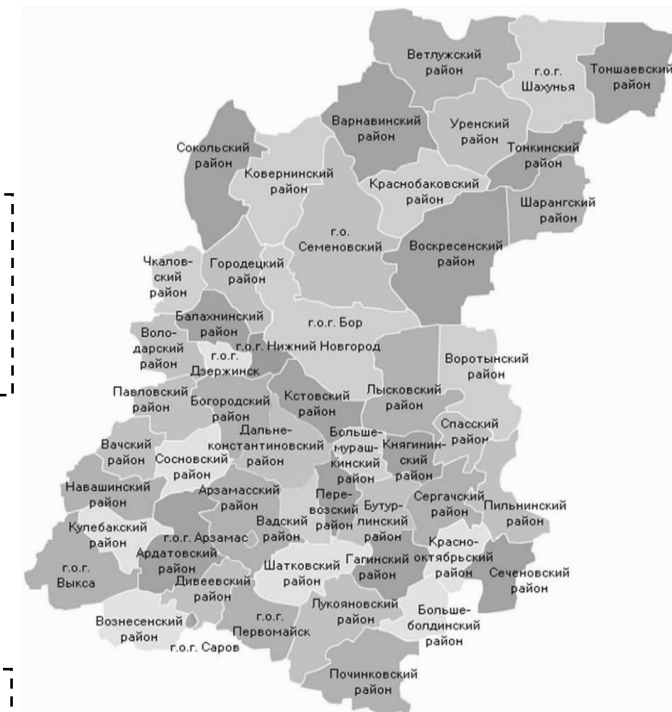 Ветлужский
район
г.о.г.
Шахунья
Тоншаевский
район
Варнавинский
район
Уренский
район
Тонкинский
район
Сокольский
район
Ковернинский
район
Краснобаковский
район
Шарангский
район
г.о.
Семеновский
Воскресенский
район
Чкалов-
ский
район
Городецкий
район
Балахнинский
район
г.о.г. Бор
Воло-
дарский
район
г.о.г.
Дзержинск
г.о.г. Нижний Новгород
Воротынский
район
Павловский
район
Богородский
район
Кстовский
район
Лысковский
район
Спасский
район
Вачский
район
Сосновский
район
Дальне-
константиновский
район
Больше-
мураш-
кинский
район
Княгинин-
ский
район
Навашинский
район
Арзамасский
район
Вадский
район
Пере-
возский
район
Бутур-
линский
район
Сергачский
район
Пильнинский
район
Кулебакский
район
г.о.г. Арзамас
Ардатовский
район
г.о.г.
Выкса
Дивеевский
район
Шатковский
район
Гагинский
район
Красно-
октябрьский
район
Сеченовский
район
Вознесенский
район
г.о.г. Саров
г.о.г.
Первомайск
Лукояновский
район
Больше-
болдинский
район
Починковский
район